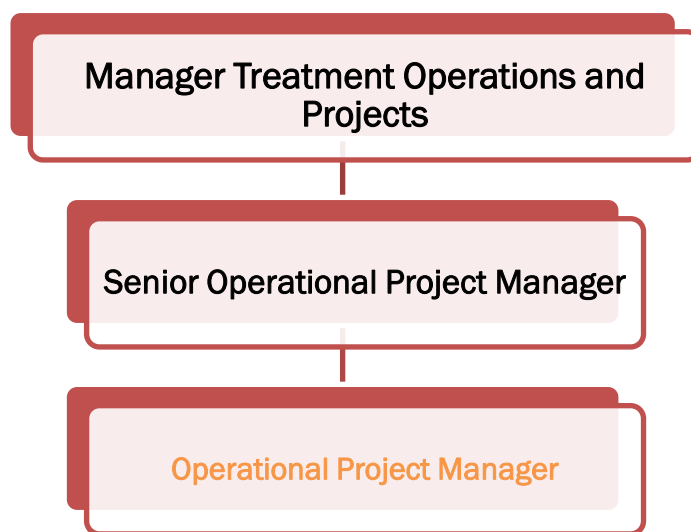 Manager Treatment Operations and
Projects
Senior Operational Project Manager
Operational Project Manager